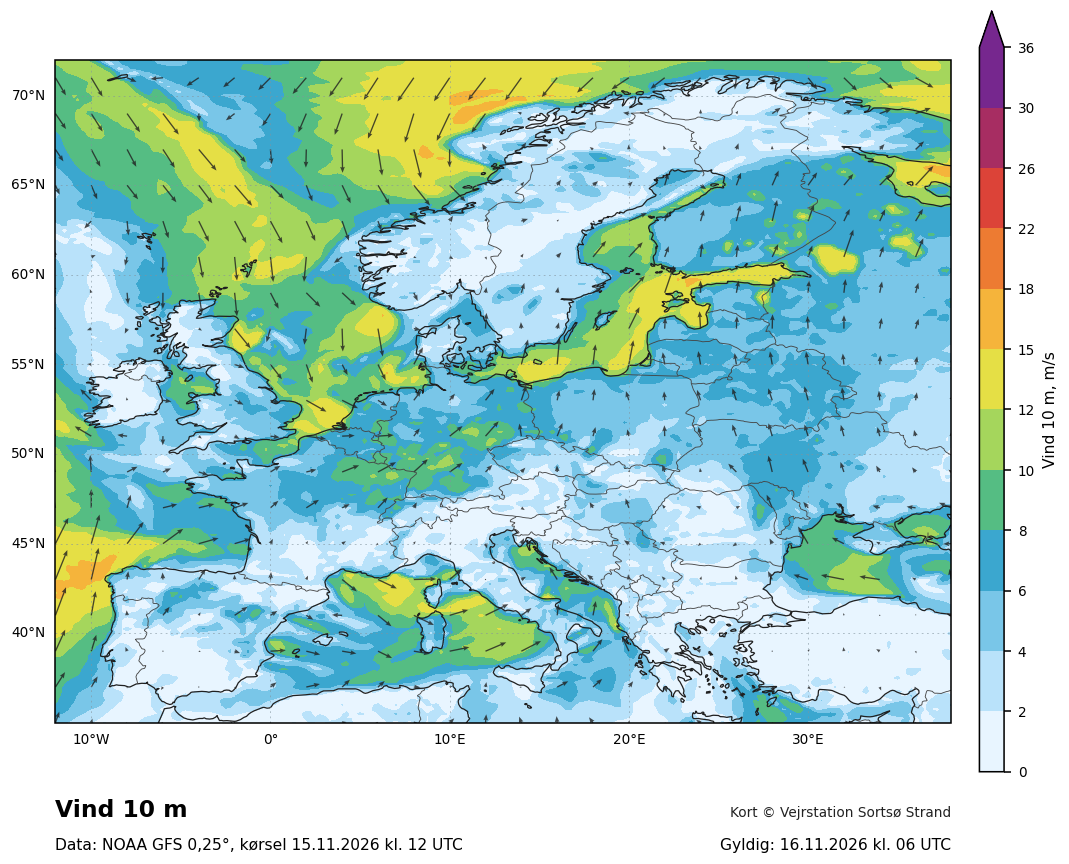 36
30
26
22
18
15
12
10
8
6
4
2
0
Vind 10 m, m/s
70°N
65°N
60°N
55°N
50°N
45°N
40°N
10°W
0°
10°E
20°E
30°E
Vind 10 m
Kort © Vejrstation Sortsø Strand
Data: NOAA GFS 0,25°, kørsel 15.11.2026 kl. 12 UTC
Gyldig: 16.11.2026 kl. 06 UTC